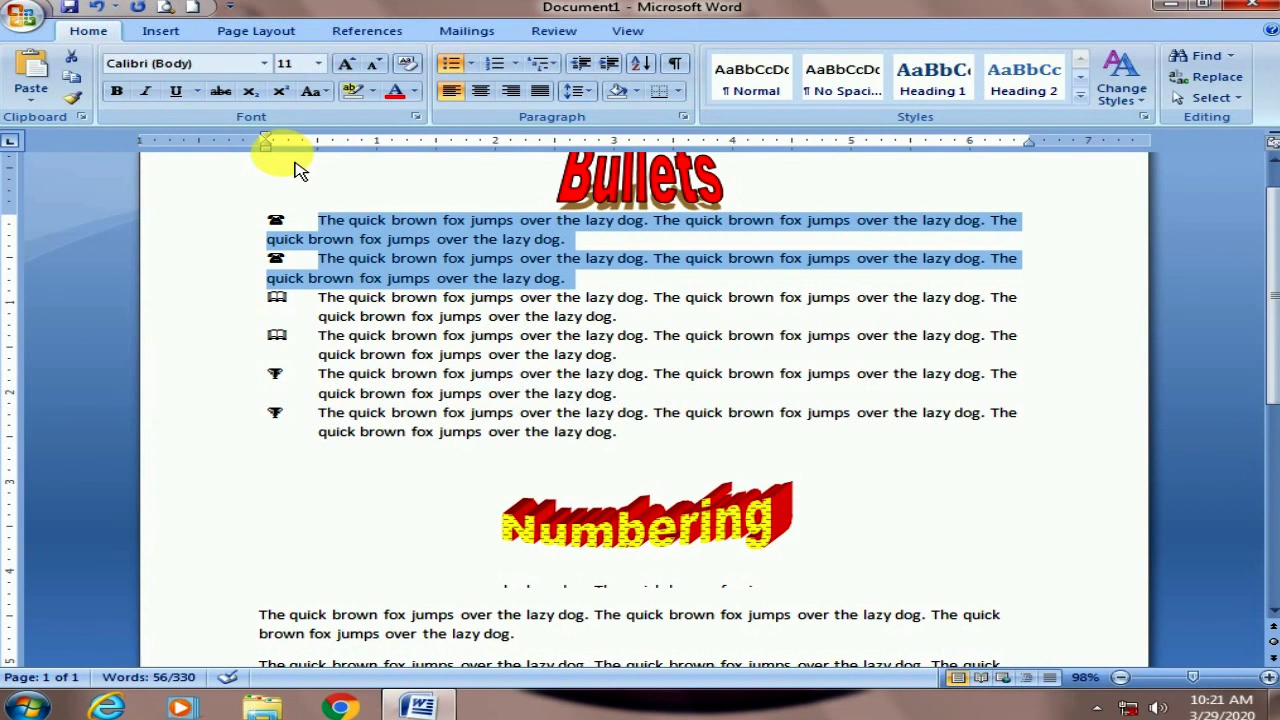 Document1 - Microsoft Word
Home Insert Page Layout References Mailings Review View
Paste
Clipboard
Calibri (Body) 11
B I U abc X₂ X² Aa
Font
Paragraph
AaBbCcDc AaBbCcDc AaBbC AaBbCc
¶ Normal ¶ No Spaci... Heading 1 Heading 2
Change Styles
Styles
Find
Replace
Select
Editing
1 1 2 3 4 5 6 7
Bullets
The quick brown fox jumps over the lazy dog. The quick brown fox jumps over the lazy dog. The
quick brown fox jumps over the lazy dog.
The quick brown fox jumps over the lazy dog. The quick brown fox jumps over the lazy dog. The
quick brown fox jumps over the lazy dog.
The quick brown fox jumps over the lazy dog. The quick brown fox jumps over the lazy dog. The
quick brown fox jumps over the lazy dog.
The quick brown fox jumps over the lazy dog. The quick brown fox jumps over the lazy dog. The
quick brown fox jumps over the lazy dog.
The quick brown fox jumps over the lazy dog. The quick brown fox jumps over the lazy dog. The
quick brown fox jumps over the lazy dog.
The quick brown fox jumps over the lazy dog. The quick brown fox jumps over the lazy dog. The
quick brown fox jumps over the lazy dog.
Numbering
The quick brown fox jumps over the lazy dog. The quick brown fox jumps over the lazy dog. The quick
brown fox jumps over the lazy dog.
The quick brown fox jumps over the lazy dog. The quick brown fox jumps over the lazy dog. The quick
Page: 1 of 1 Words: 56/330 98%
10:21 AM
3/29/2020